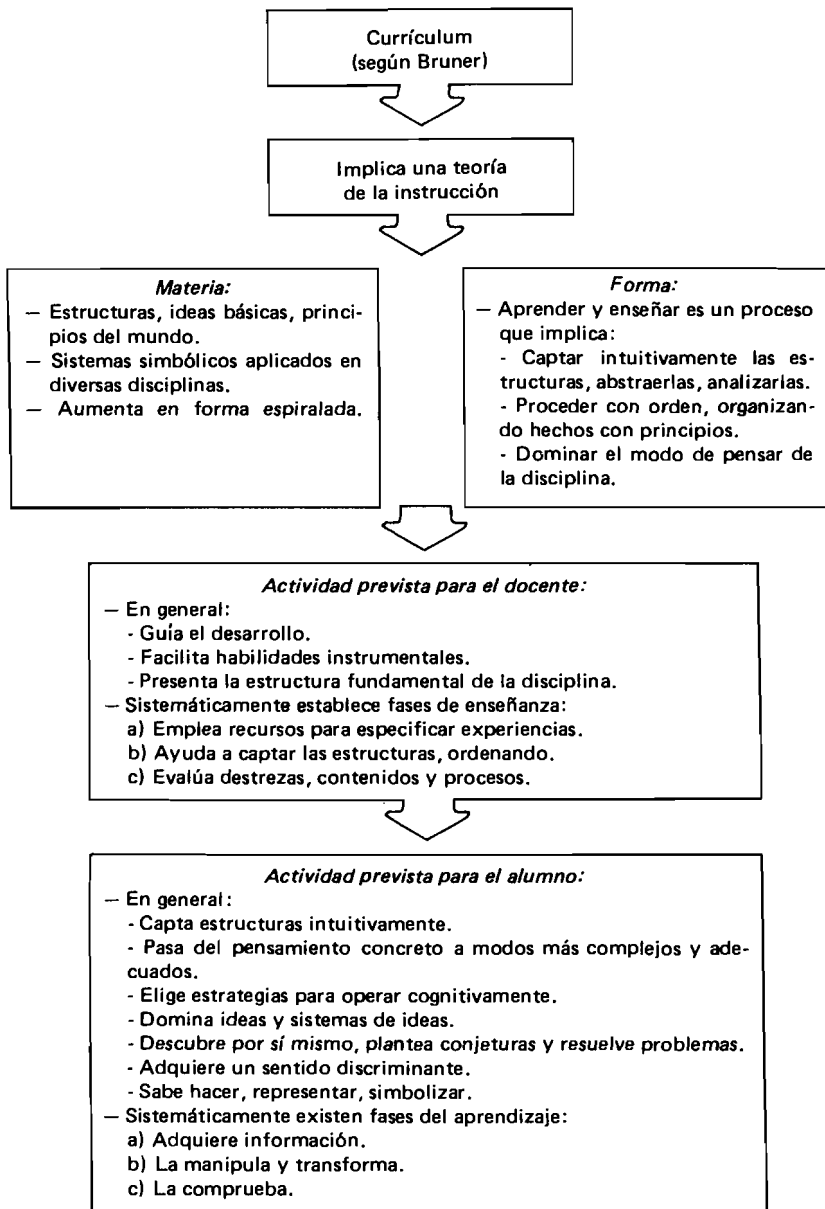 Currículum
(según Bruner)
Implica una teoría
de la instrucción
Materia:
— Estructuras, ideas básicas, princi-
pios del mundo.
— Sistemas simbólicos aplicados en
diversas disciplinas.
— Aumenta en forma espiralada.
Forma:
— Aprender y enseñar es un proceso
que implica:
- Captar intuitivamente las es-
tructuras, abstraerlas, analizarlas.
- Proceder con orden, organizan-
do hechos con principios.
- Dominar el modo de pensar de
la disciplina.
Actividad prevista para el docente:
— En general:
- Guía el desarrollo.
- Facilita habilidades instrumentales.
- Presenta la estructura fundamental de la disciplina.
— Sistemáticamente establece fases de enseñanza:
a) Emplea recursos para especificar experiencias.
b) Ayuda a captar las estructuras, ordenando.
c) Evalúa destrezas, contenidos y procesos.
Actividad prevista para el alumno:
— En general:
- Capta estructuras intuitivamente.
- Pasa del pensamiento concreto a modos más complejos y ade-
cuados.
- Elige estrategias para operar cognitivamente.
- Domina ideas y sistemas de ideas.
- Descubre por sí mismo, plantea conjeturas y resuelve problemas.
- Adquiere un sentido discriminante.
- Sabe hacer, representar, simbolizar.
— Sistemáticamente existen fases del aprendizaje:
a) Adquiere información.
b) La manipula y transforma.
c) La comprueba.